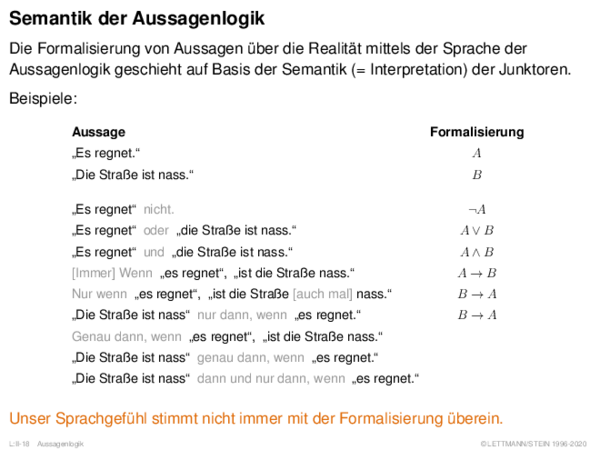 Semantik der Aussagenlogik
Die Formalisierung von Aussagen über die Realität mittels der Sprache der
Aussagenlogik geschieht auf Basis der Semantik (= Interpretation) der Junktoren.
Beispiele:
Aussage Formalisierung
„Es regnet.“ A
„Die Straße ist nass.“ B
„Es regnet“ nicht. ¬A
„Es regnet“ oder „die Straße ist nass.“ A ∨ B
„Es regnet“ und „die Straße ist nass.“ A ∧ B
[Immer] Wenn „es regnet“, „ist die Straße nass.“ A → B
Nur wenn „es regnet“, „ist die Straße [auch mal] nass.“ B → A
„Die Straße ist nass“ nur dann, wenn „es regnet.“ B → A
Genau dann, wenn „es regnet“, „ist die Straße nass.“
„Die Straße ist nass“ genau dann, wenn „es regnet.“
„Die Straße ist nass“ dann und nur dann, wenn „es regnet.“
Unser Sprachgefühl stimmt nicht immer mit der Formalisierung überein.
L:II-18 Aussagenlogik ©LETTMANN/STEIN 1996-2020